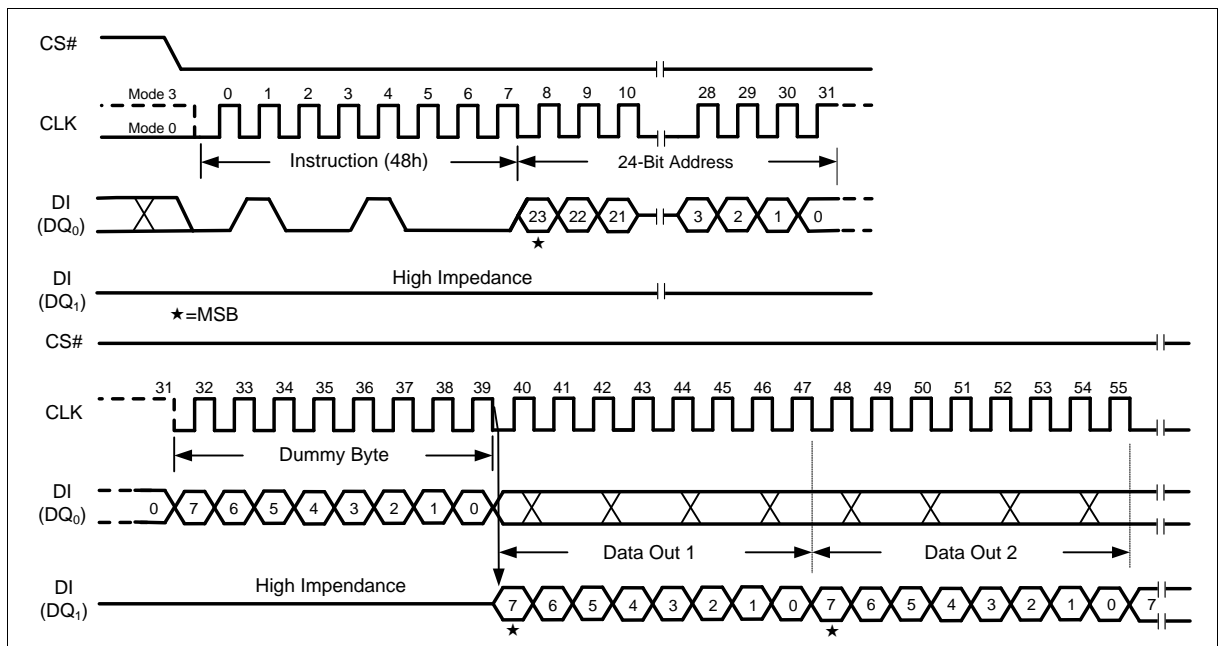 CS#
Mode 3
0 1 2 3 4 5 6 7 8 9 10 28 29 30 31
CLK
Mode 0
Instruction (48h)
24-Bit Address
DI
(DQ0)
23 22 21 3 2 1 0
★
High Impedance
DI
(DQ1)
★=MSB
CS#
31 32 33 34 35 36 37 38 39 40 41 42 43 44 45 46 47 48 49 50 51 52 53 54 55
CLK
Dummy Byte
DI
(DQ0)
0 7 6 5 4 3 2 1 0
Data Out 1
Data Out 2
High Impendance
DI
(DQ1)
7 6 5 4 3 2 1 0 7 6 5 4 3 2 1 0 7
★ ★